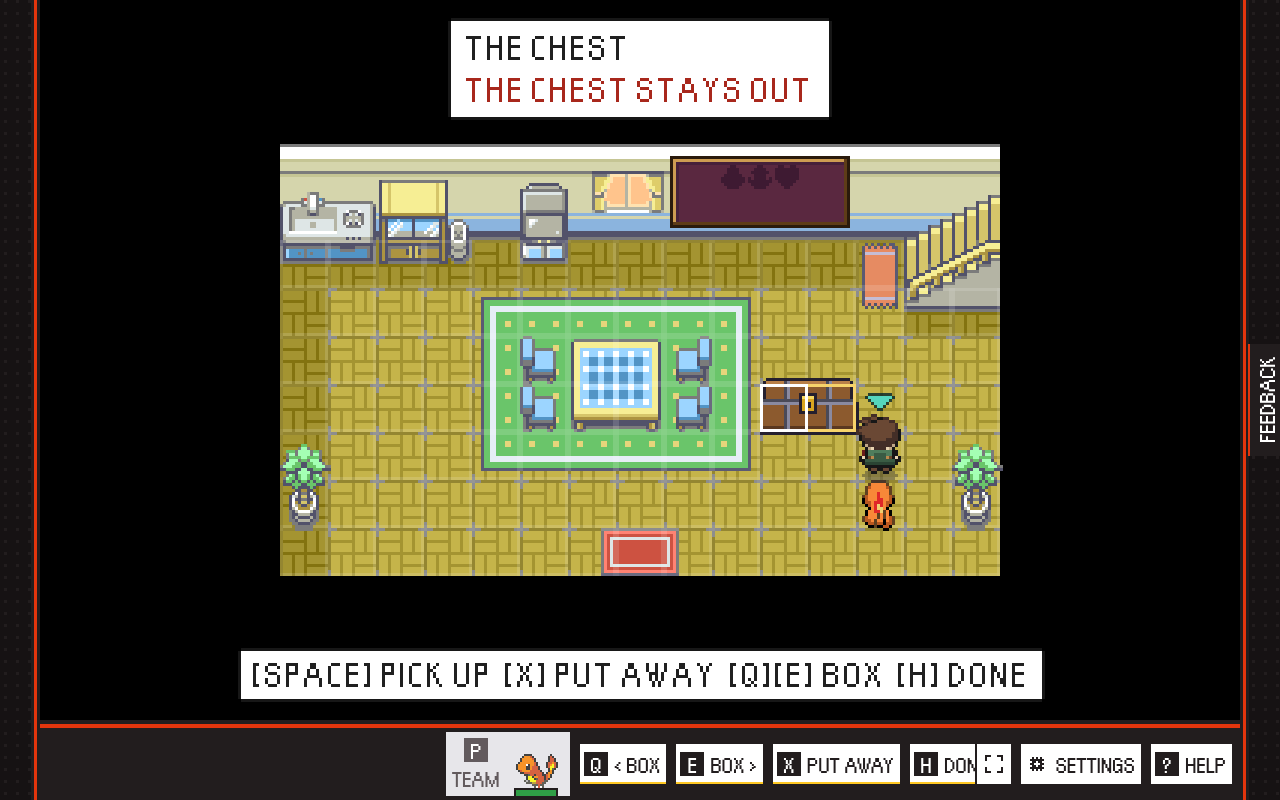 THE CHEST
THE CHEST STAYS OUT
FEEDBACK
[SPACE] PICK UP [X] PUT AWAY [Q][E] BOX [H] DONE
P
TEAM
Q < BOX
E BOX >
X PUT AWAY
H DON
SETTINGS
? HELP